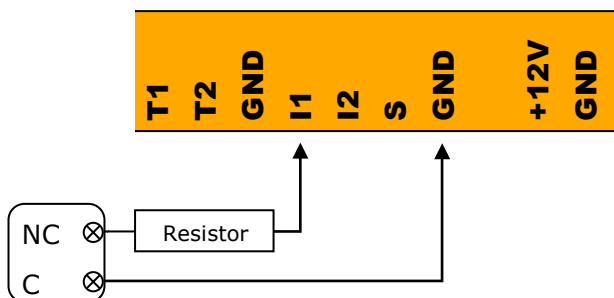 T1 T2 GND I1 I2 S GND +12V GND
NC Resistor
C